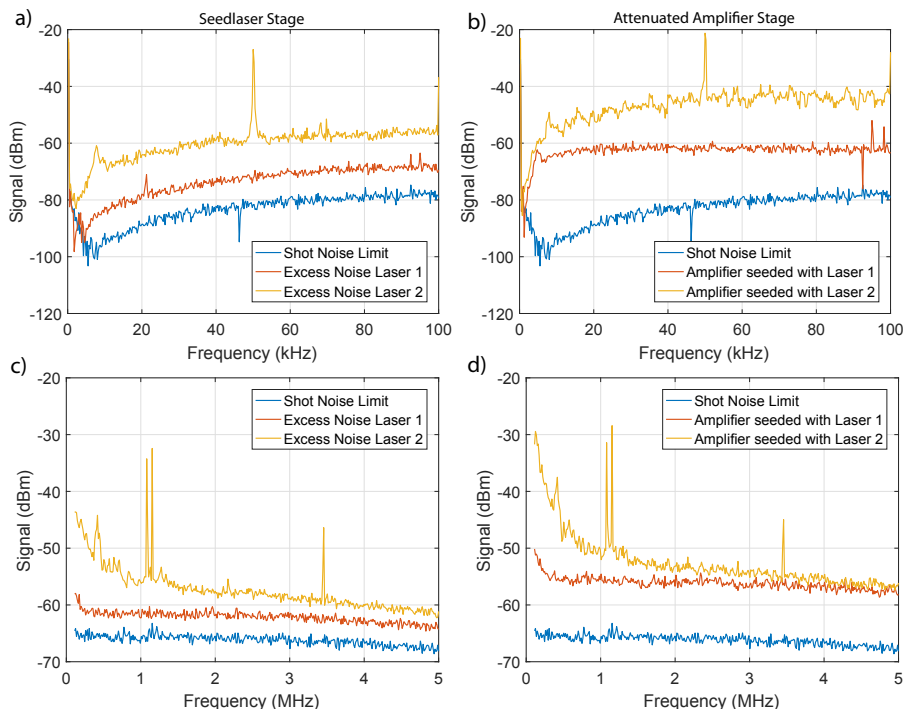 a)
Seedlaser Stage
-20
-40
-60
-80
-100
-120
Signal (dBm)
0
20
40
60
80
100
Frequency (kHz)
Shot Noise Limit
Excess Noise Laser 1
Excess Noise Laser 2
b)
Attenuated Amplifier Stage
-20
-40
-60
-80
-100
-120
Signal (dBm)
0
20
40
60
80
100
Frequency (kHz)
Shot Noise Limit
Amplifier seeded with Laser 1
Amplifier seeded with Laser 2
c)
-20
-30
-40
-50
-60
-70
Signal (dBm)
0
1
2
3
4
5
Frequency (MHz)
Shot Noise Limit
Excess Noise Laser 1
Excess Noise Laser 2
d)
-20
-30
-40
-50
-60
-70
Signal (dBm)
0
1
2
3
4
5
Frequency (MHz)
Shot Noise Limit
Amplifier seeded with Laser 1
Amplifier seeded with Laser 2